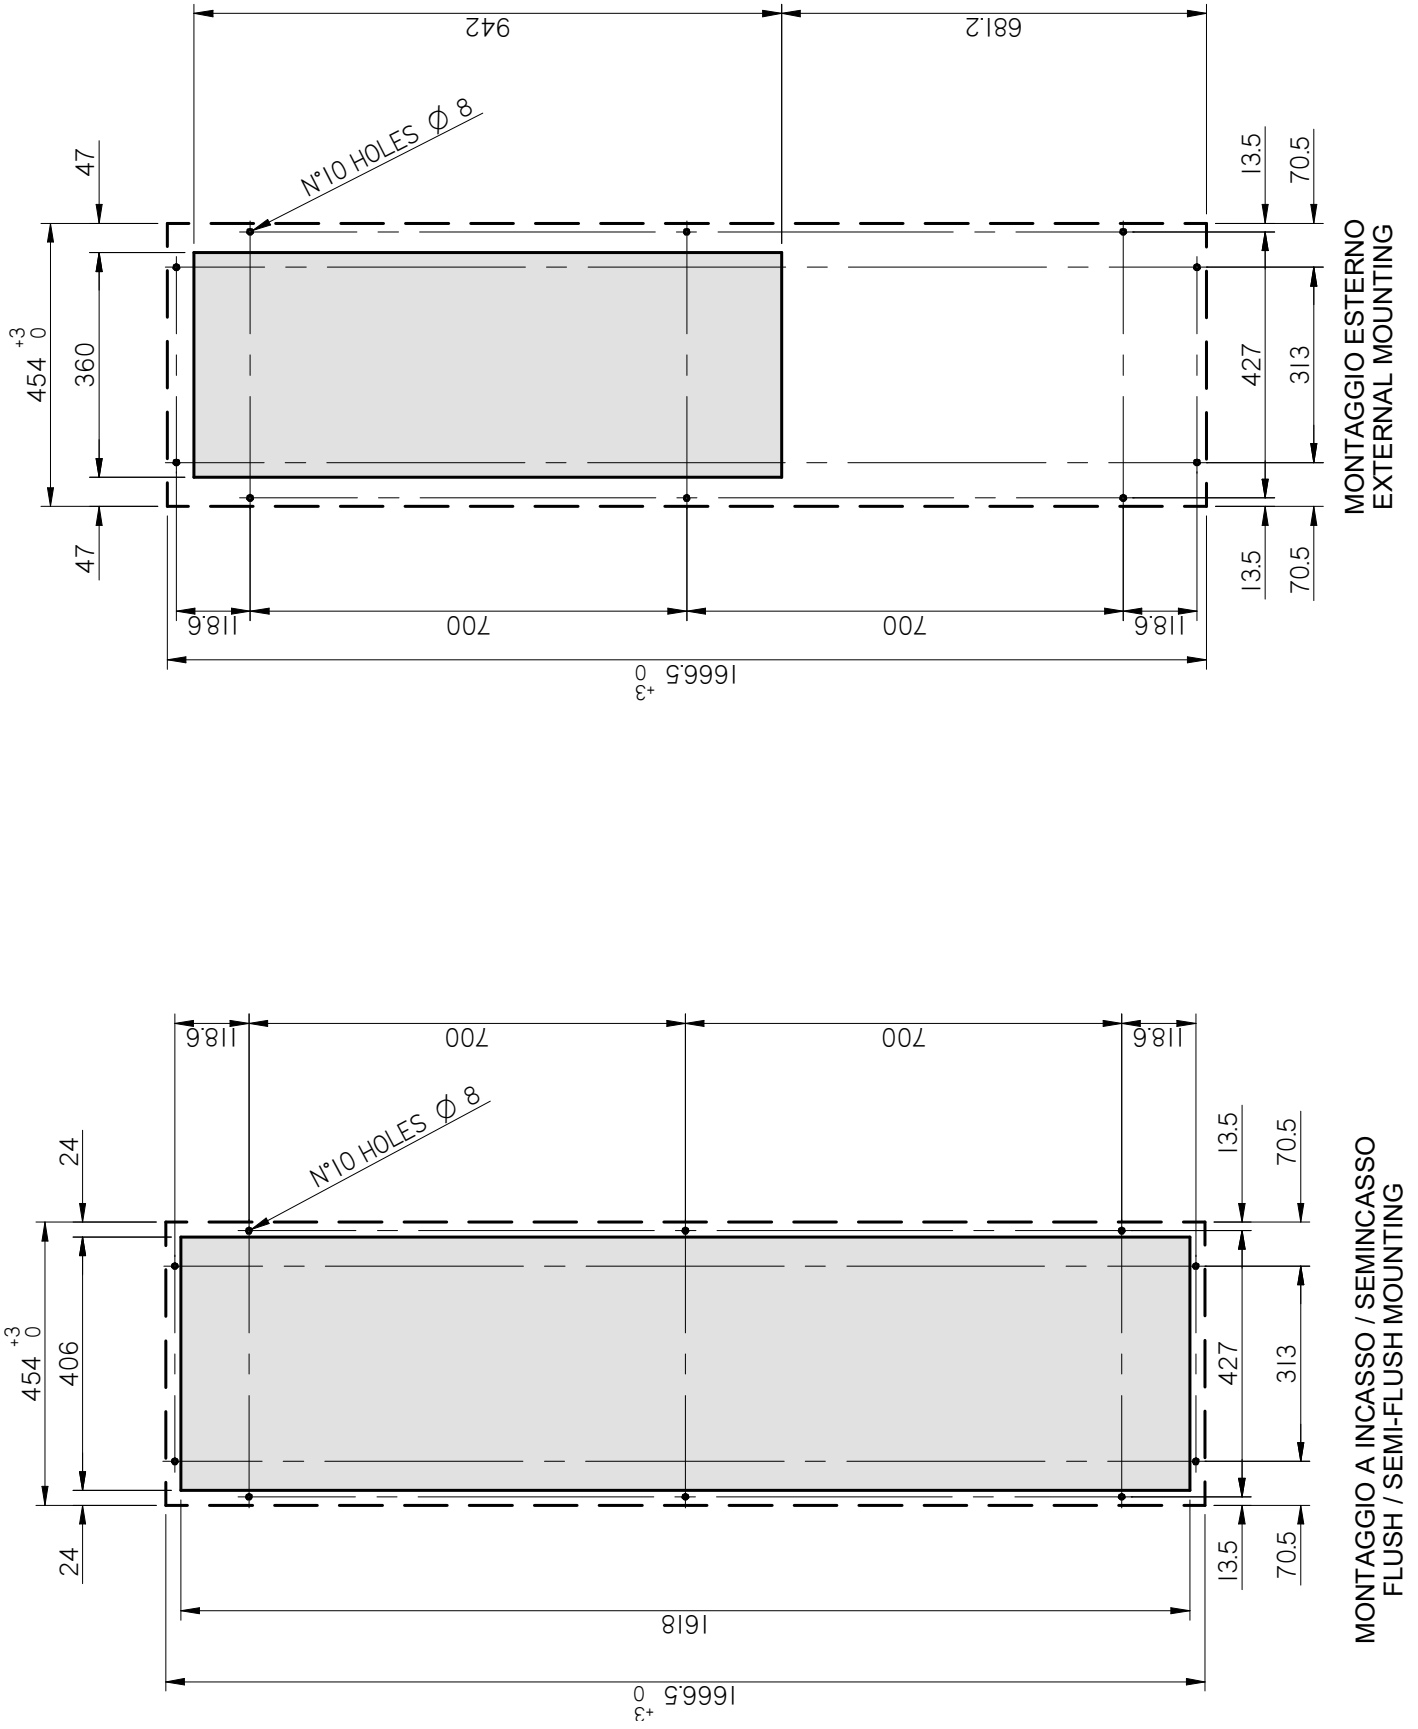 942
681.2
N°10 HOLES Ø 8
47
454 +3 0
360
47
13.5
70.5
427
313
13.5
70.5
118.6
700
700
118.6
1666.5 +3 0
MONTAGGIO ESTERNO
EXTERNAL MOUNTING
118.6
700
700
118.6
N°10 HOLES Ø 8
24
454 +3 0
406
24
13.5
70.5
427
313
13.5
70.5
1618
1666.5 +3 0
MONTAGGIO A INCASSO / SEMINCASSO
FLUSH / SEMI-FLUSH MOUNTING